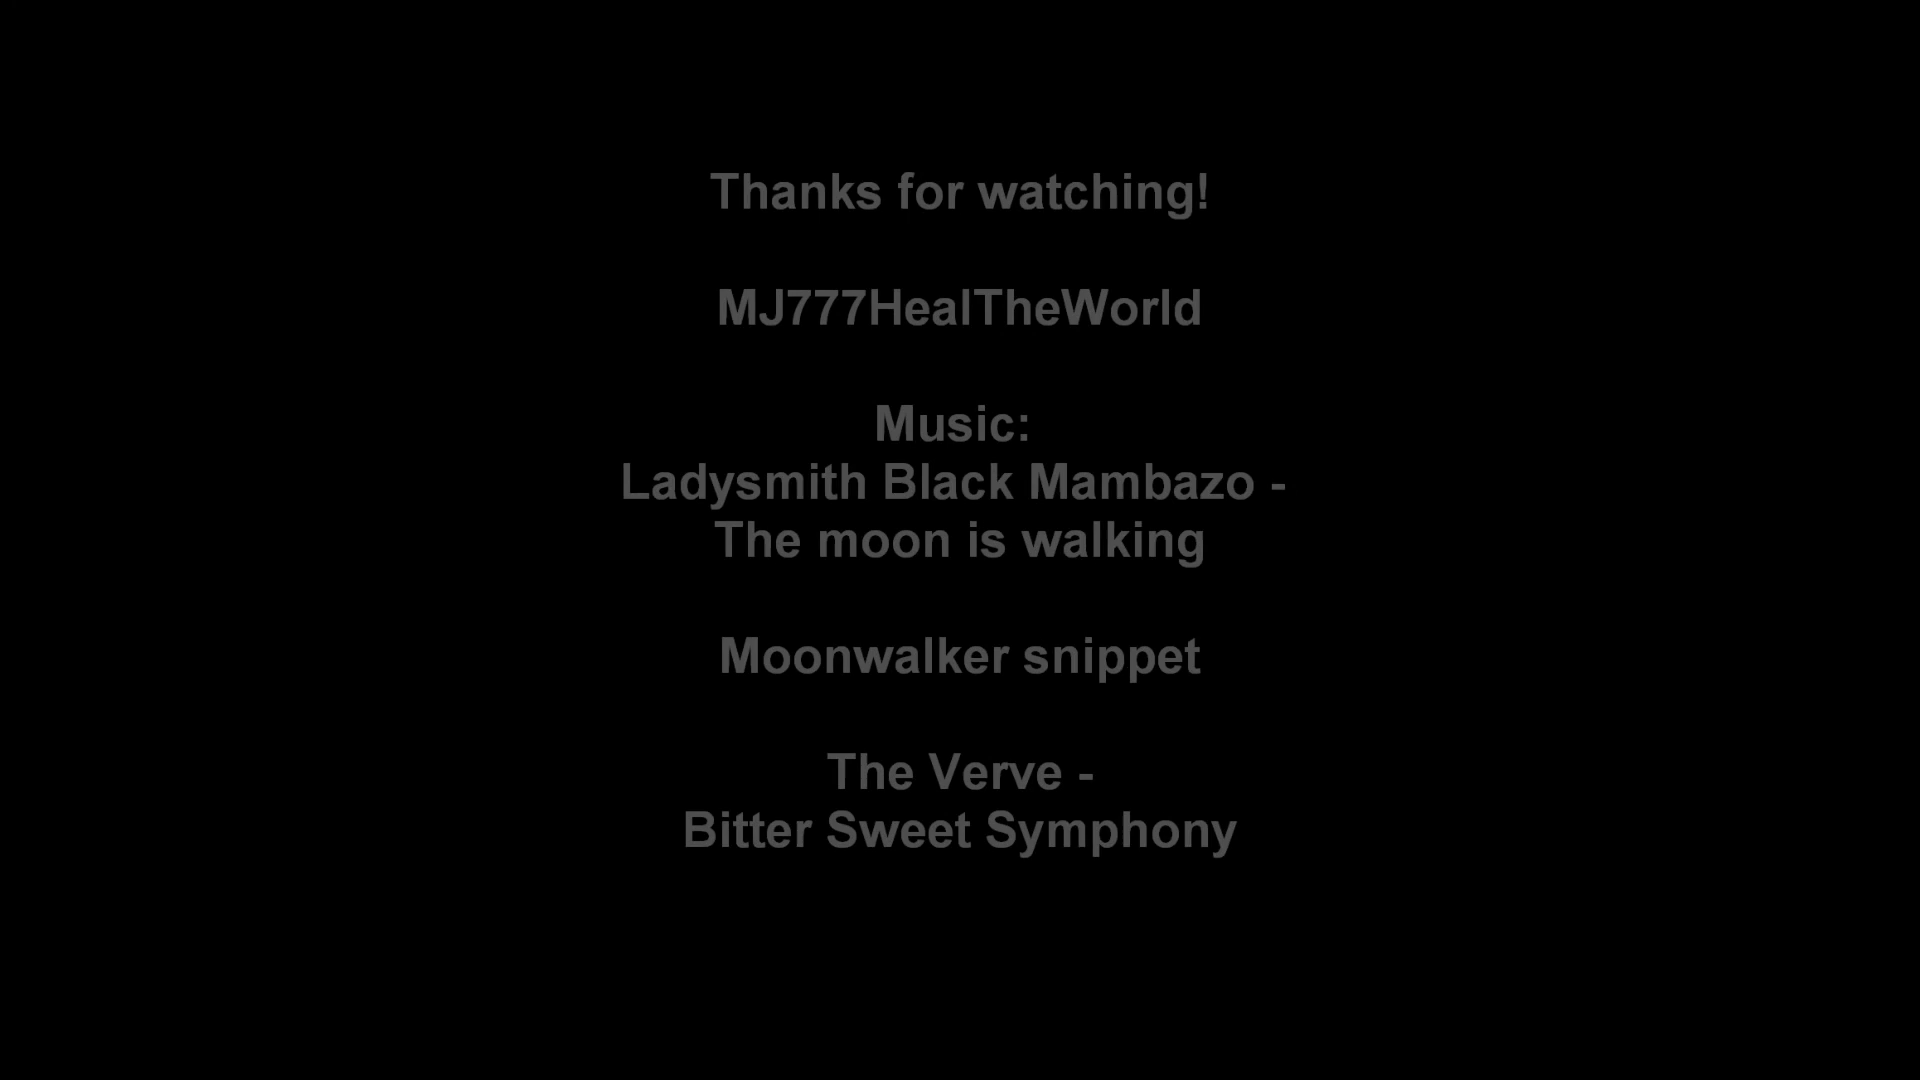 Thanks for watching!
MJ777HealTheWorld
Music:
Ladysmith Black Mambazo -
The moon is walking
Moonwalker snippet
The Verve -
Bitter Sweet Symphony